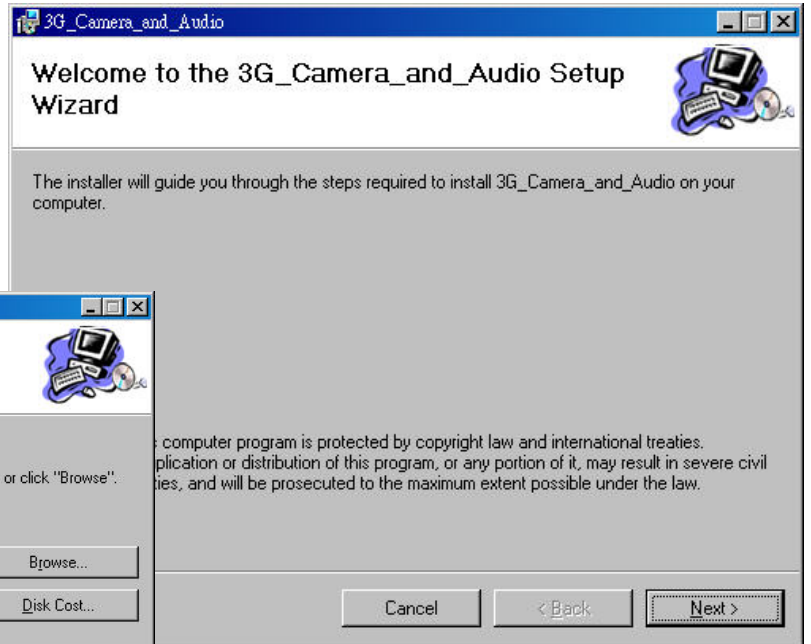 3G_Camera_and_Audio
Welcome to the 3G_Camera_and_Audio Setup
Wizard
The installer will guide you through the steps required to install 3G_Camera_and_Audio on your
computer.
computer program is protected by copyright law and international treaties.
plication or distribution of this program, or any portion of it, may result in severe civil
ties, and will be prosecuted to the maximum extent possible under the law.
Cancel
< Back
Next >
or click "Browse".
Browse...
Disk Cost...